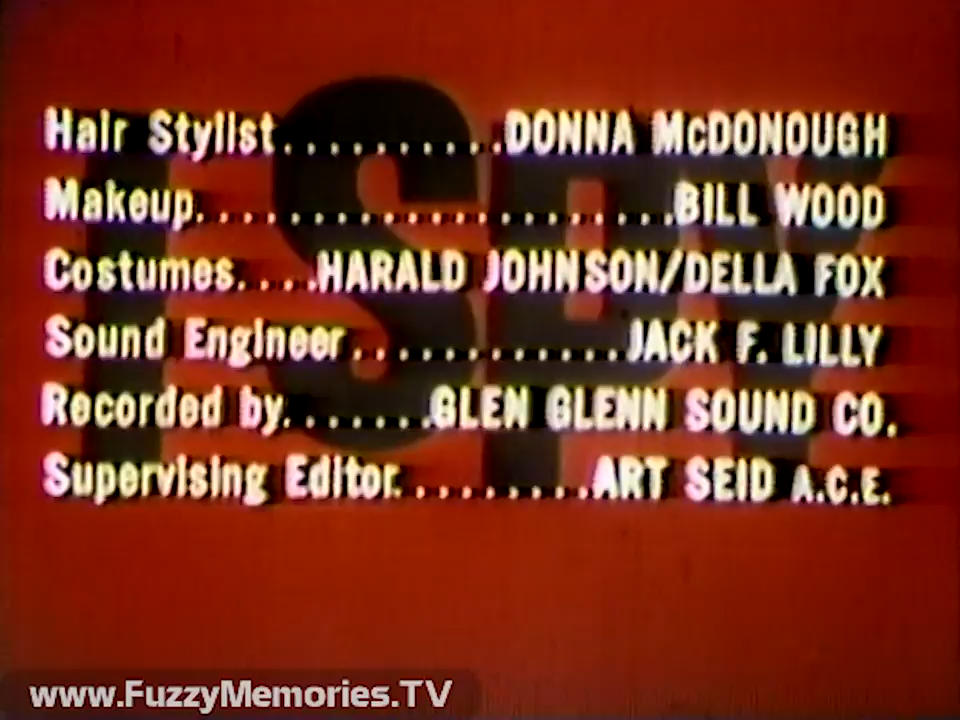 I SPY
Hair Stylist..........DONNA McDONOUGH
Makeup.......................BILL WOOD
Costumes....HARALD JOHNSON/DELLA FOX
Sound Engineer.............JACK F. LILLY
Recorded by.......GLEN GLENN SOUND CO.
Supervising Editor.........ART SEID A.C.E.
www.FuzzyMemories.TV